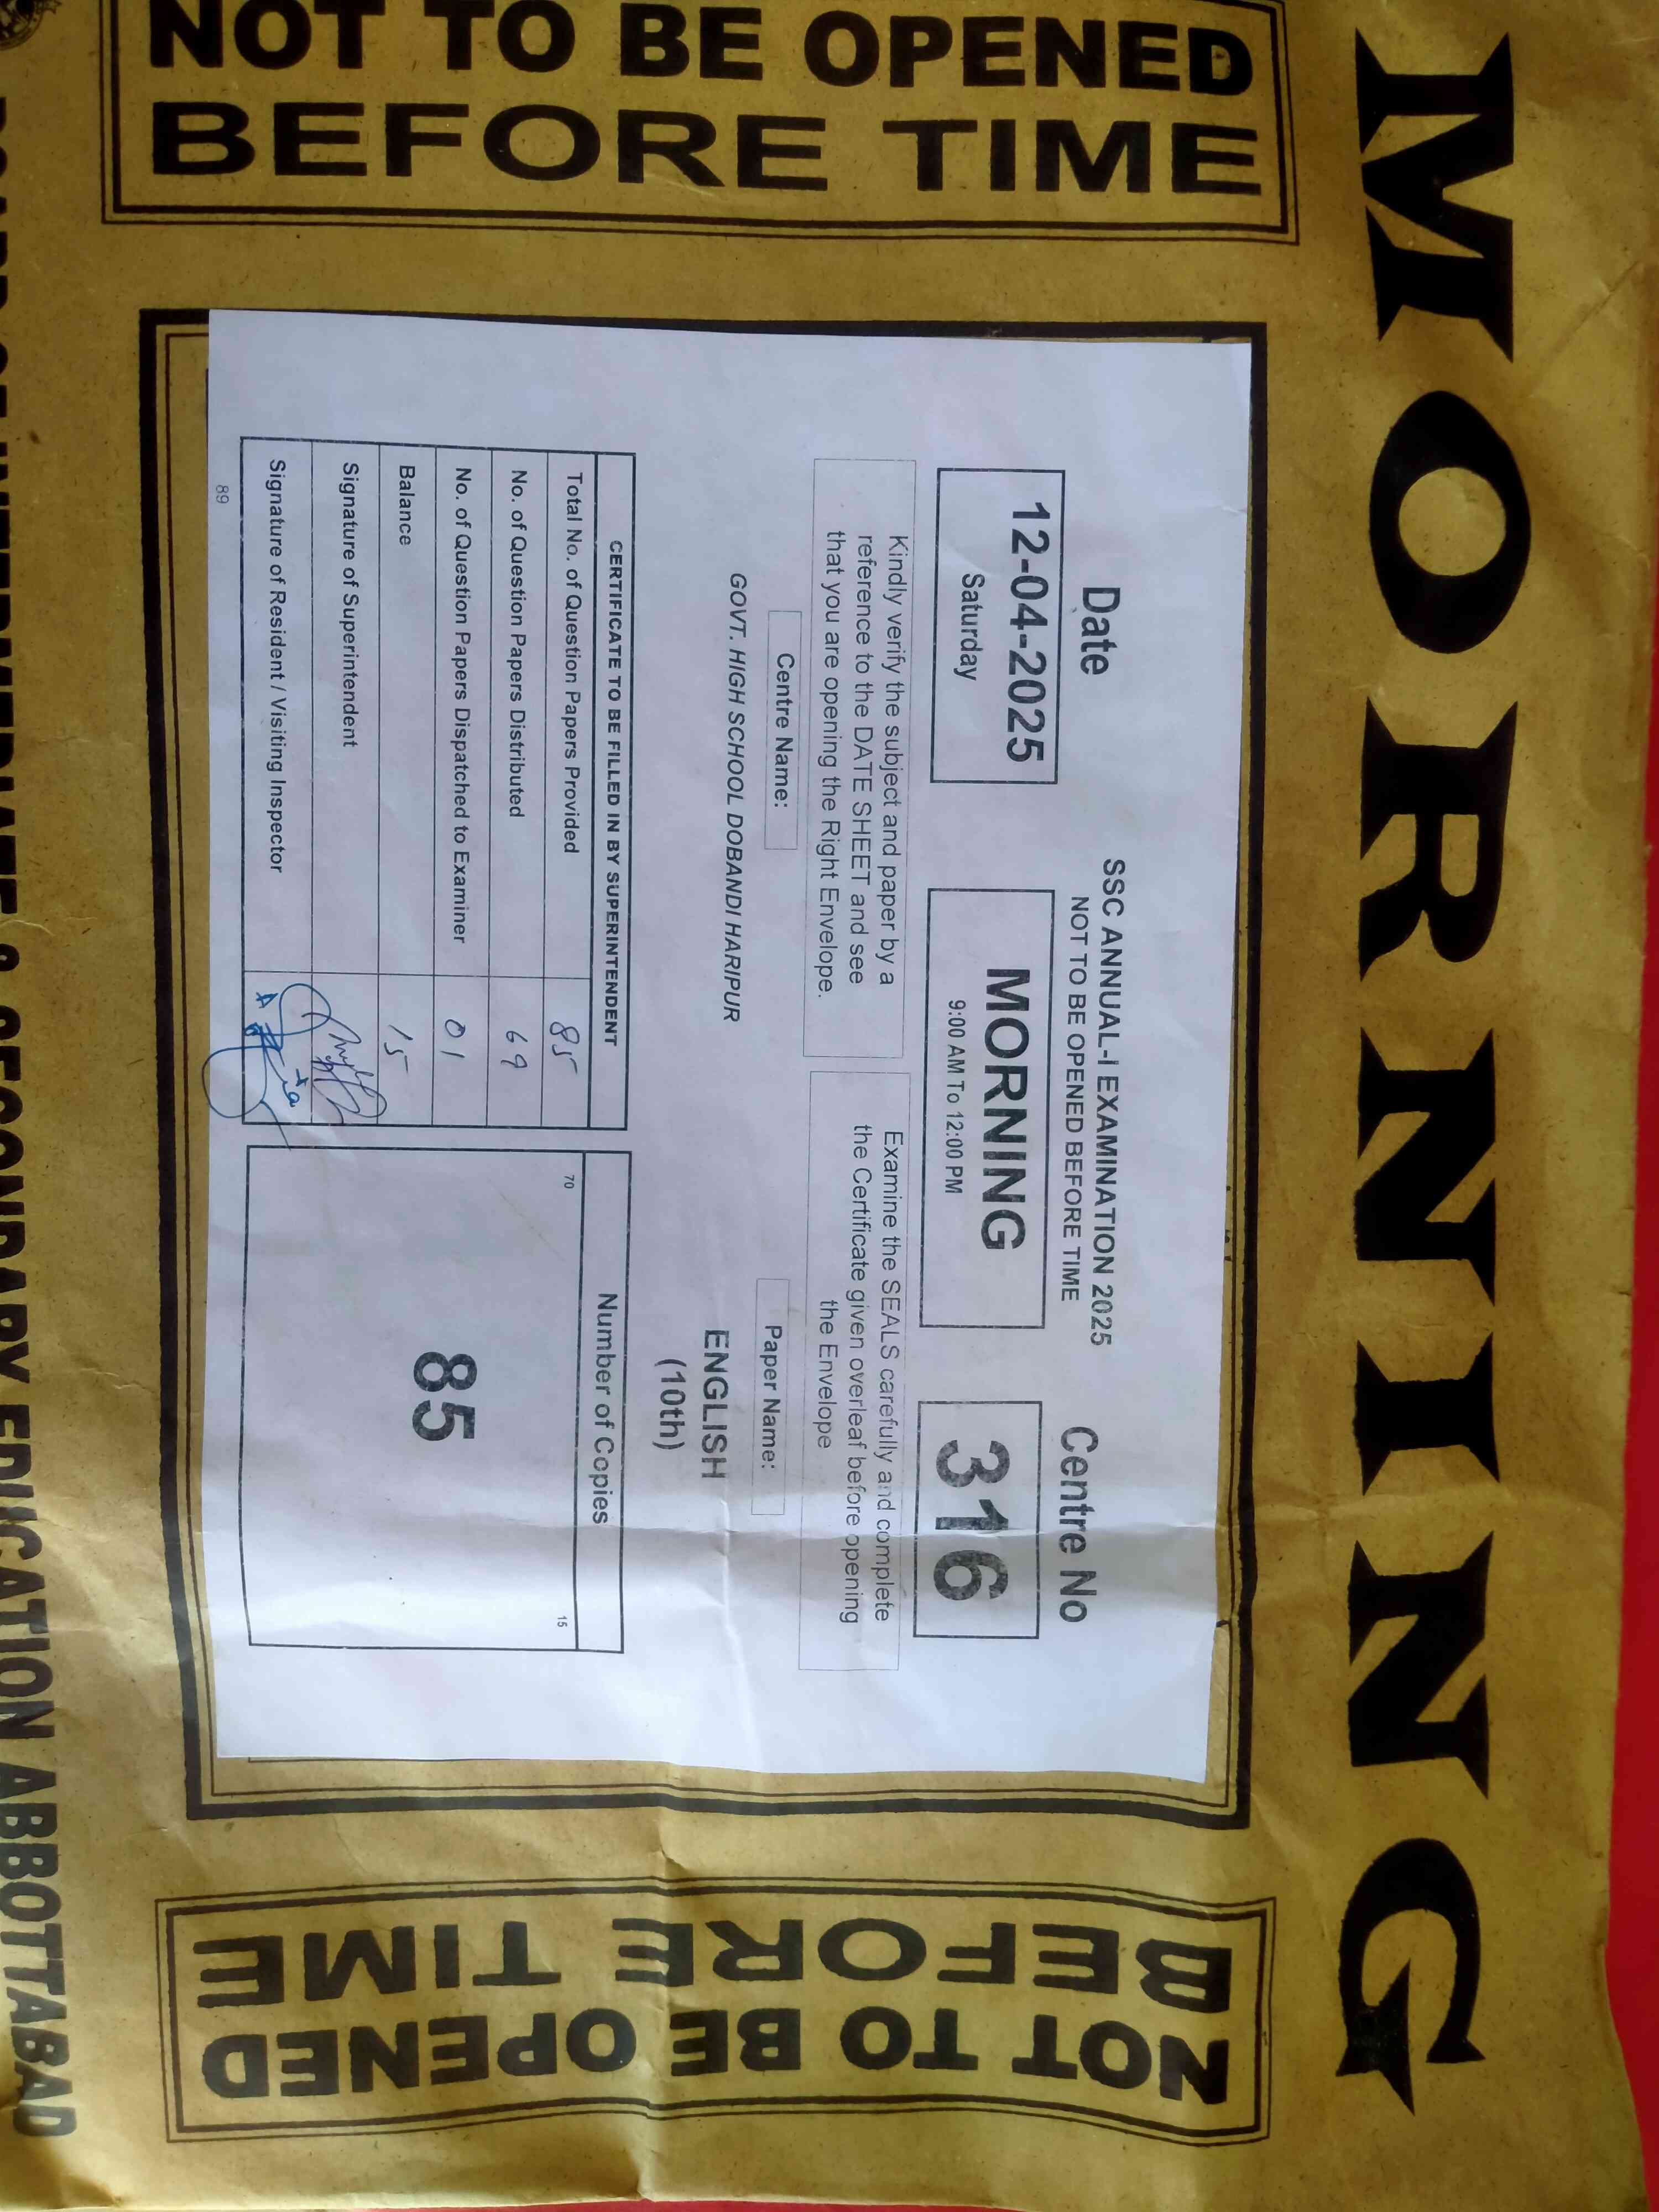 MORNING
NOT TO BE OPENED
BEFORE TIME
SSC ANNUAL-I EXAMINATION 2025
NOT TO BE OPENED BEFORE TIME
Date
12-04-2025
Saturday
MORNING
9:00 AM To 12:00 PM
Centre No
316
Kindly verify the subject and paper by a
reference to the DATE SHEET and see
that you are opening the Right Envelope.
Examine the SEALS carefully and complete
the Certificate given overleaf before opening
the Envelope
Centre Name:
GOVT. HIGH SCHOOL DOBANDI HARIPUR
Paper Name:
ENGLISH
(10th)
CERTIFICATE TO BE FILLED IN BY SUPERINTENDENT
Total No. of Question Papers Provided 85
No. of Question Papers Distributed 69
No. of Question Papers Dispatched to Examiner 01
Balance 15
Signature of Superintendent
Signature of Resident / Visiting Inspector
89
Number of Copies
70
15
85
NOT TO BE OPENED
BEFORE TIME
BOARD OF INTERMEDIATE & SECONDARY EDUCATION ABBOTTABAD